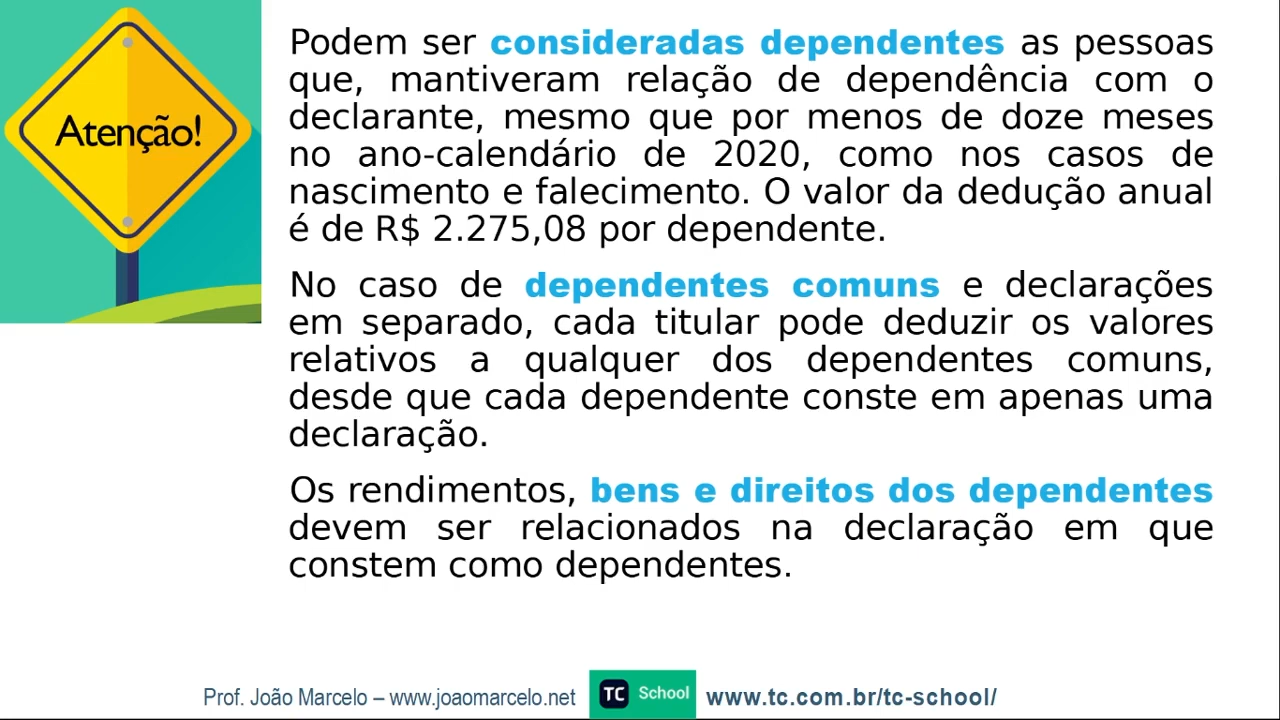 Atenção!
Podem ser consideradas dependentes as pessoas
que, mantiveram relação de dependência com o
declarante, mesmo que por menos de doze meses
no ano-calendário de 2020, como nos casos de
nascimento e falecimento. O valor da dedução anual
é de R$ 2.275,08 por dependente.
No caso de dependentes comuns e declarações
em separado, cada titular pode deduzir os valores
relativos a qualquer dos dependentes comuns,
desde que cada dependente conste em apenas uma
declaração.
Os rendimentos, bens e direitos dos dependentes
devem ser relacionados na declaração em que
constem como dependentes.
Prof. João Marcelo – www.joaomarcelo.net TC School www.tc.com.br/tc-school/